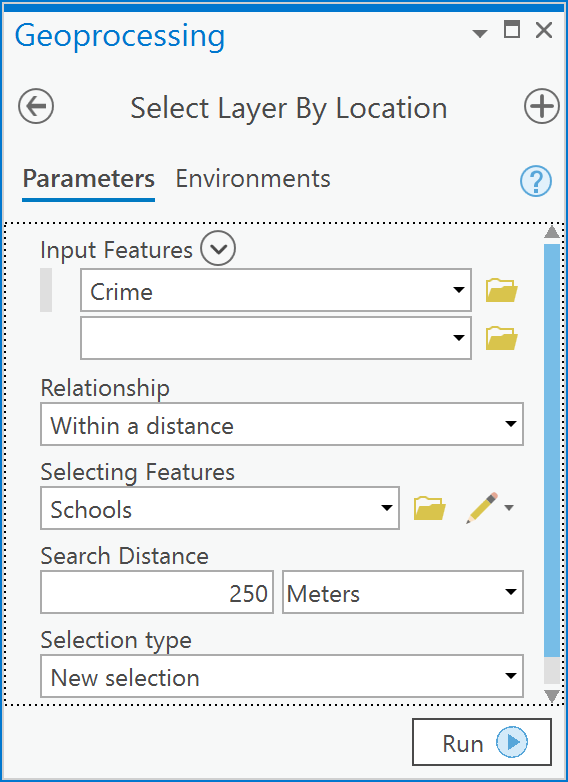 Geoprocessing
Select Layer By Location
Parameters Environments
?
Input Features
Crime
Relationship
Within a distance
Selecting Features
Schools
Search Distance
250 Meters
Selection type
New selection
Run